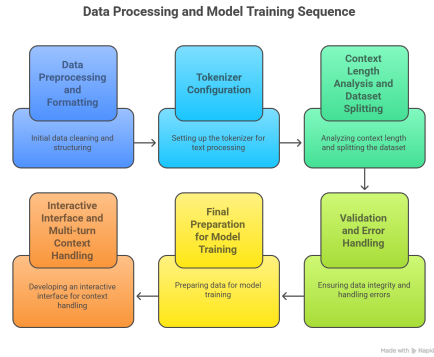 Data Processing and Model Training Sequence
Data
Preprocessing
and
Formatting
Initial data cleaning and
structuring
Tokenizer
Configuration
Setting up the tokenizer for
text processing
Context
Length
Analysis and
Dataset
Splitting
Analyzing context length
and splitting the dataset
Validation
and Error
Handling
Ensuring data integrity and
handling errors
Final
Preparation
for Model
Training
Preparing data for model
training
Interactive
Interface and
Multi-turn
Context
Handling
Developing an interactive
interface for context
handling
Made with Napkin